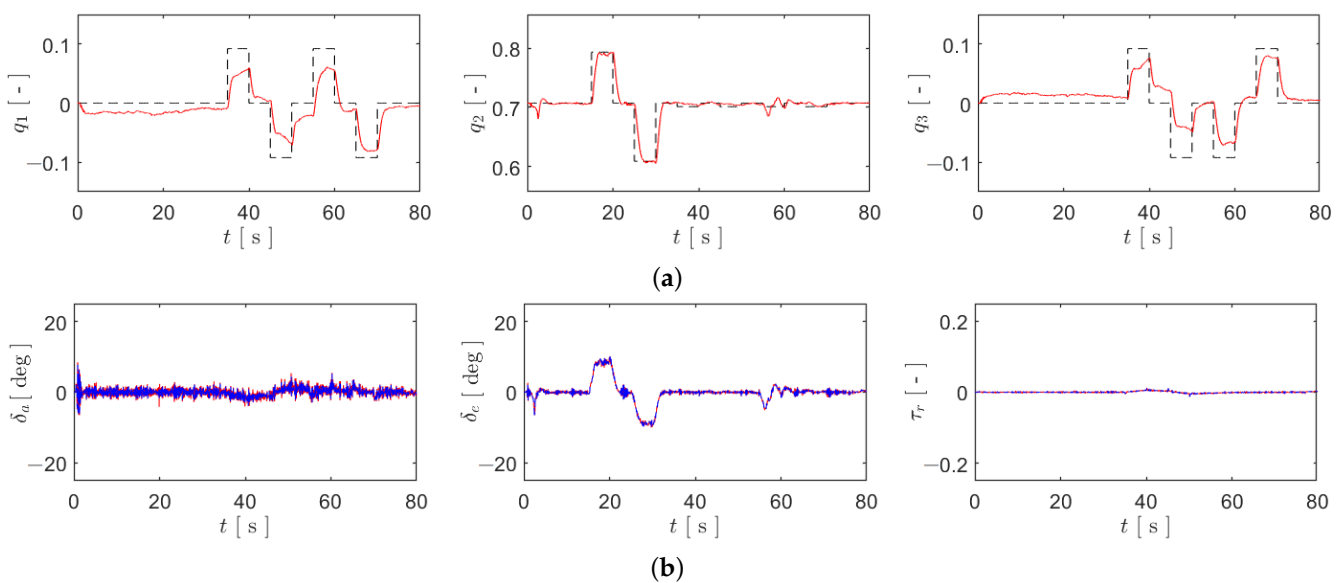 0.1
0
−0.1
q1 [ - ]
0 20 40 60 80
t [ s ]
0.8
0.7
0.6
q2 [ - ]
0 20 40 60 80
t [ s ]
0.1
0
−0.1
q3 [ - ]
0 20 40 60 80
t [ s ]
(a)
20
0
−20
δa [ deg ]
0 20 40 60 80
t [ s ]
20
0
−20
δe [ deg ]
0 20 40 60 80
t [ s ]
0.2
0
−0.2
τr [ - ]
0 20 40 60 80
t [ s ]
(b)